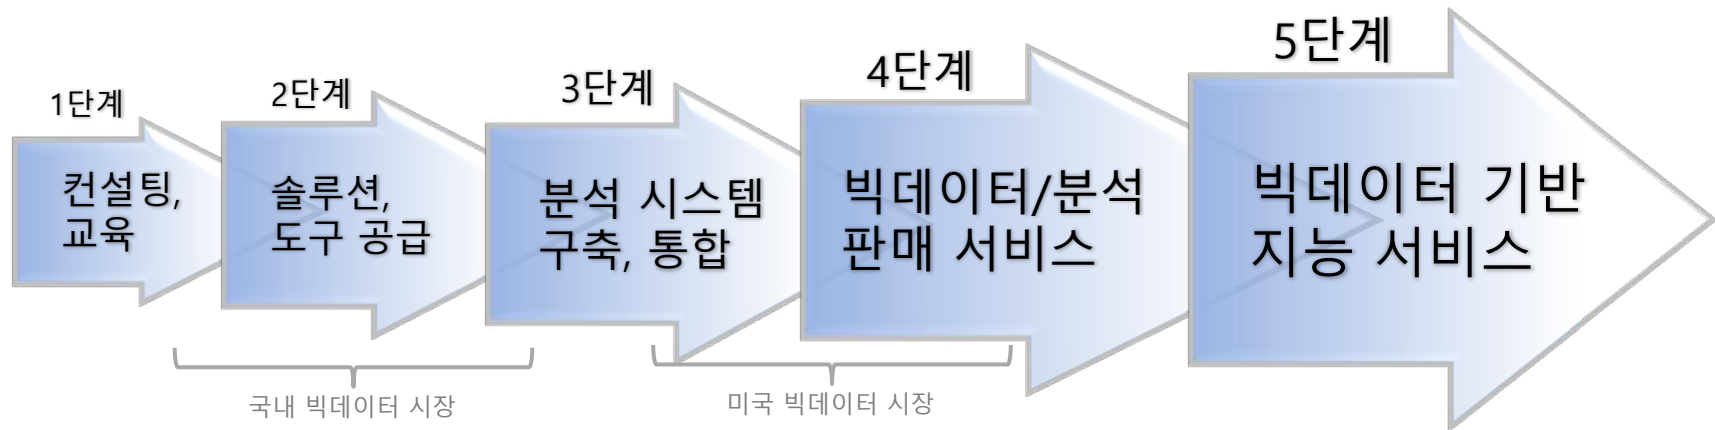 1단계
컨설팅,
교육
2단계
솔루션,
도구 공급
3단계
분석 시스템
구축, 통합
4단계
빅데이터/분석
판매 서비스
5단계
빅데이터 기반
지능 서비스
국내 빅데이터 시장
미국 빅데이터 시장